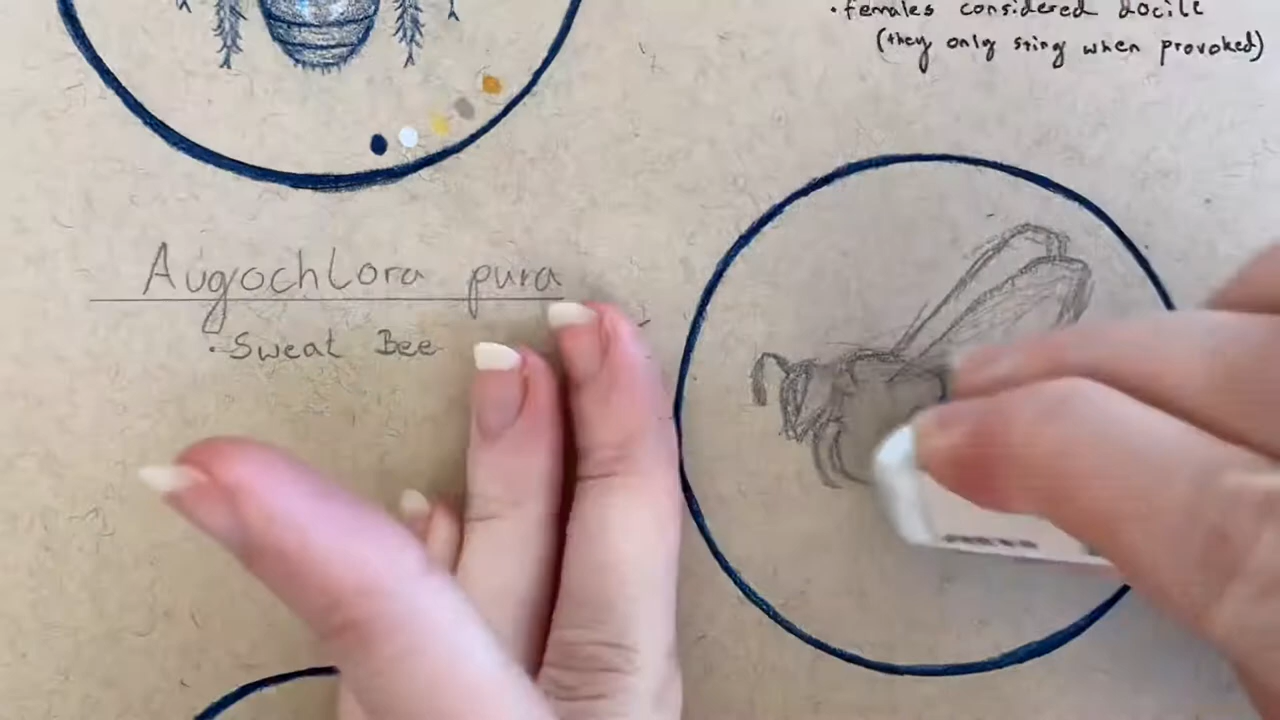 • females considered docile
(they only sting when provoked)
Augochlora pura
• Sweat Bee